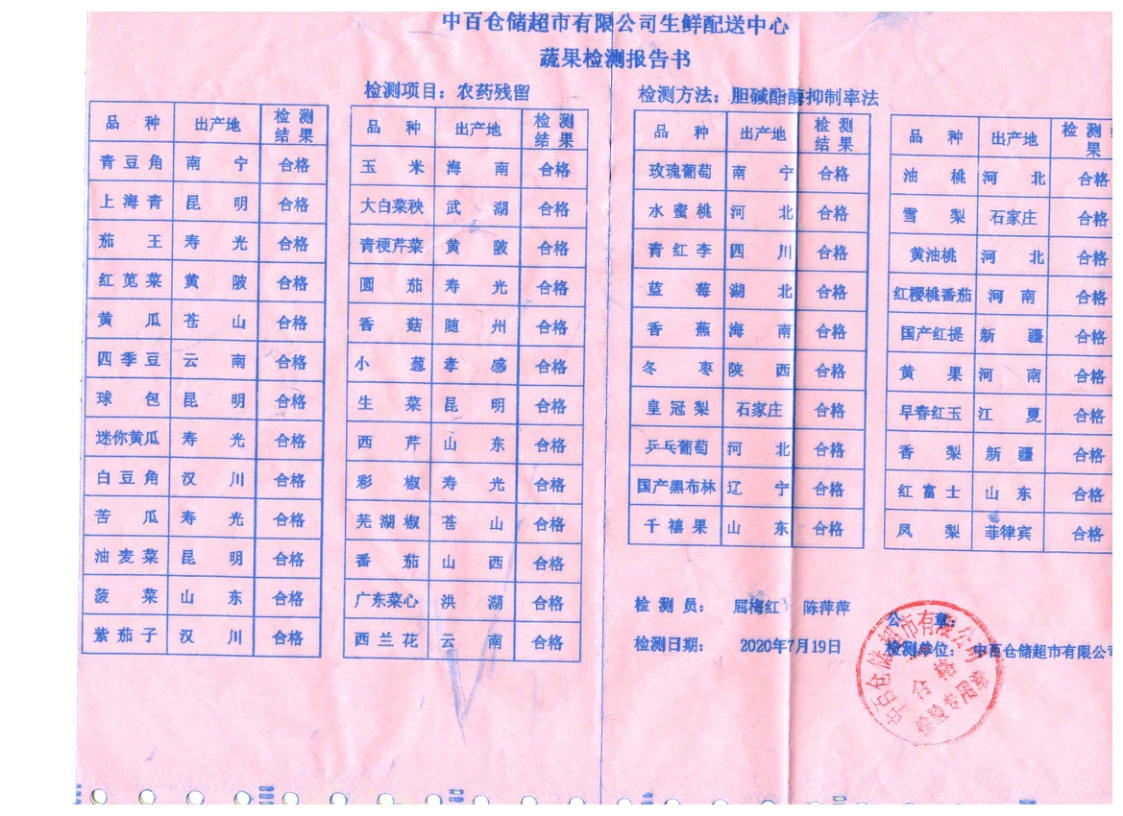 中百仓储超市有限公司生鲜配送中心
蔬果检测报告书
检测项目：农药残留
检测方法：胆碱酯酶抑制率法
品种 出产地 检测结果
青豆角 南宁 合格
上海青 昆明 合格
茄王 寿光 合格
红苋菜 黄陂 合格
黄瓜 苍山 合格
四季豆 云南 合格
球包 昆明 合格
迷你黄瓜 寿光 合格
白豆角 汉川 合格
苦瓜 寿光 合格
油麦菜 昆明 合格
菠菜 山东 合格
紫茄子 汉川 合格
品种 出产地 检测结果
玉米 海南 合格
大白菜秧 武湖 合格
青梗芹菜 黄陂 合格
圆茄 寿光 合格
香菇 随州 合格
小葱 孝感 合格
生菜 昆明 合格
西芹 山东 合格
彩椒 寿光 合格
芜湖椒 苍山 合格
番茄 山西 合格
广东菜心 洪湖 合格
西兰花 云南 合格
品种 出产地 检测结果
玫瑰葡萄 南宁 合格
水蜜桃 河北 合格
青红李 四川 合格
蓝莓 湖北 合格
香蕉 海南 合格
冬枣 陕西 合格
皇冠梨 石家庄 合格
乒乓葡萄 河北 合格
国产黑布林 辽宁 合格
千禧果 山东 合格
品种 出产地 检测 果
油桃 河北 合格
雪梨 石家庄 合格
黄油桃 河北 合格
红樱桃番茄 河南 合格
国产红提 新疆 合格
黄果 河南 合格
早春红玉 江夏 合格
香梨 新疆 合格
红富士 山东 合格
凤梨 菲律宾 合格
检测员： 屈梅红 陈萍萍
公章：
检测日期： 2020年7月19日
检测单位： 中百仓储超市有限公司
中百仓储超市有限公司
合格
检验专用章